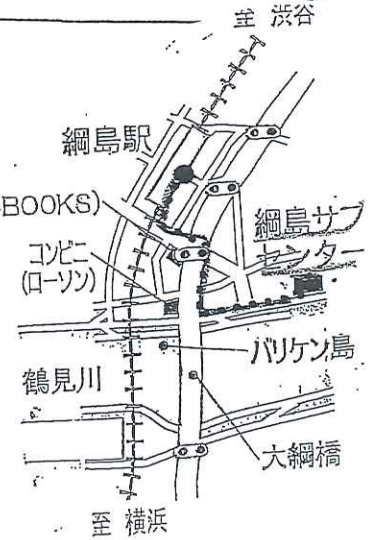 至 渋谷
綱島駅
BOOKS)
綱島サブ
センター
コンビニ
(ローソン)
バリケン島
鶴見川
大綱橋
至 横浜